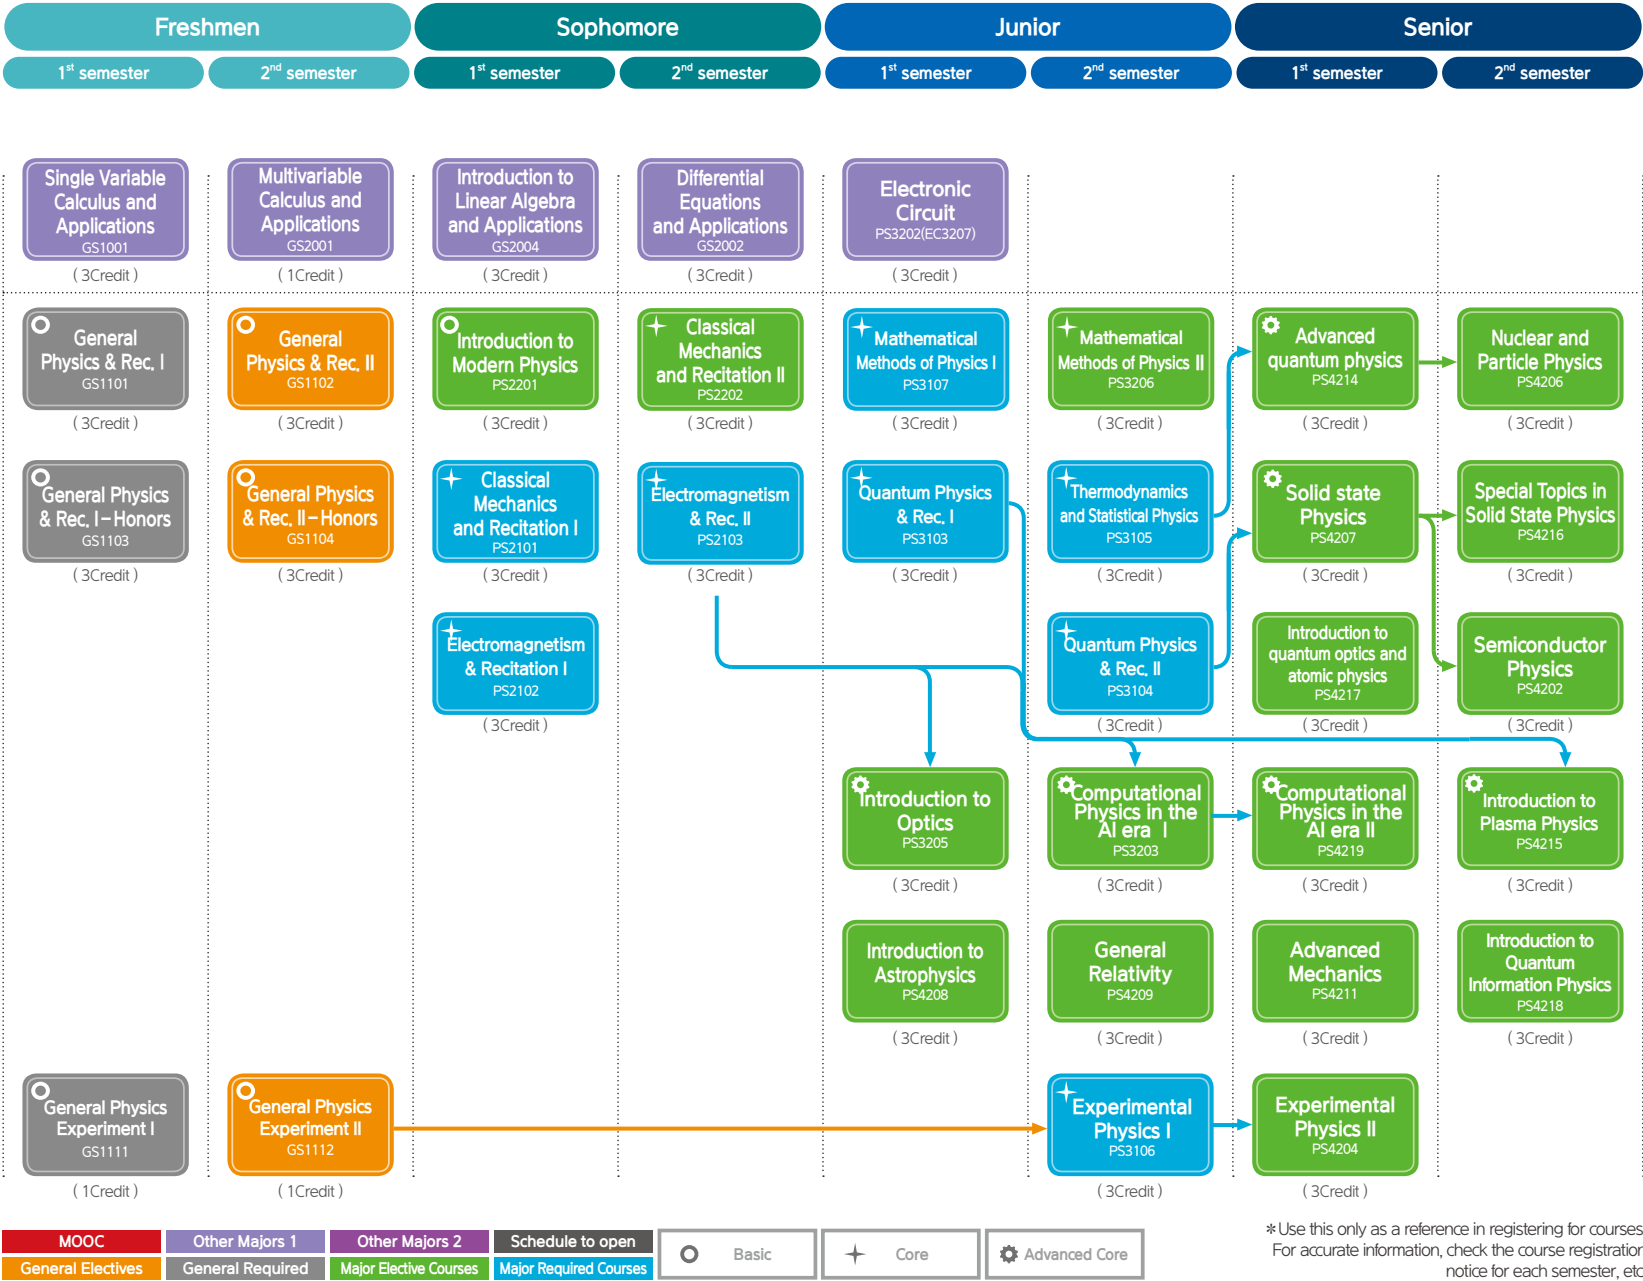 Freshmen
Sophomore
Junior
Senior
1st semester
2nd semester
1st semester
2nd semester
1st semester
2nd semester
1st semester
2nd semester
Single Variable
Calculus and
Applications
GS1001
( 3Credit )
Multivariable
Calculus and
Applications
GS2001
( 1Credit )
Introduction to
Linear Algebra
and Applications
GS2004
( 3Credit )
Differential
Equations
and Applications
GS2002
( 3Credit )
Electronic
Circuit
PS3202(EC3207)
( 3Credit )
General
Physics & Rec. I
GS1101
( 3Credit )
General
Physics & Rec. II
GS1102
( 3Credit )
Introduction to
Modern Physics
PS2201
( 3Credit )
Classical
Mechanics
and Recitation II
PS2202
( 3Credit )
Mathematical
Methods of Physics I
PS3107
( 3Credit )
Mathematical
Methods of Physics II
PS3206
( 3Credit )
Advanced
quantum physics
PS4214
( 3Credit )
Nuclear and
Particle Physics
PS4206
( 3Credit )
General Physics
& Rec. I-Honors
GS1103
( 3Credit )
General Physics
& Rec. II-Honors
GS1104
( 3Credit )
Classical
Mechanics
and Recitation I
PS2101
( 3Credit )
Electromagnetism
& Rec. II
PS2103
( 3Credit )
Quantum Physics
& Rec. I
PS3103
( 3Credit )
Thermodynamics
and Statistical Physics
PS3105
( 3Credit )
Solid state
Physics
PS4207
( 3Credit )
Special Topics in
Solid State Physics
PS4216
( 3Credit )
Electromagnetism
& Recitation I
PS2102
( 3Credit )
Quantum Physics
& Rec. II
PS3104
( 3Credit )
Introduction to
quantum optics and
atomic physics
PS4217
( 3Credit )
Semiconductor
Physics
PS4202
( 3Credit )
Introduction to
Optics
PS3205
( 3Credit )
Computational
Physics in the
AI era I
PS3203
( 3Credit )
Computational
Physics in the
AI era II
PS4219
( 3Credit )
Introduction to
Plasma Physics
PS4215
( 3Credit )
Introduction to
Astrophysics
PS4208
( 3Credit )
General
Relativity
PS4209
( 3Credit )
Advanced
Mechanics
PS4211
( 3Credit )
Introduction to
Quantum
Information Physics
PS4218
( 3Credit )
General Physics
Experiment I
GS1111
( 1Credit )
General Physics
Experiment II
GS1112
( 1Credit )
Experimental
Physics I
PS3106
( 3Credit )
Experimental
Physics II
PS4204
( 3Credit )
MOOC
Other Majors 1
Other Majors 2
Schedule to open
General Electives
General Required
Major Elective Courses
Major Required Courses
Basic
Core
Advanced Core
*Use this only as a reference in registering for courses
For accurate information, check the course registration
notice for each semester, etc